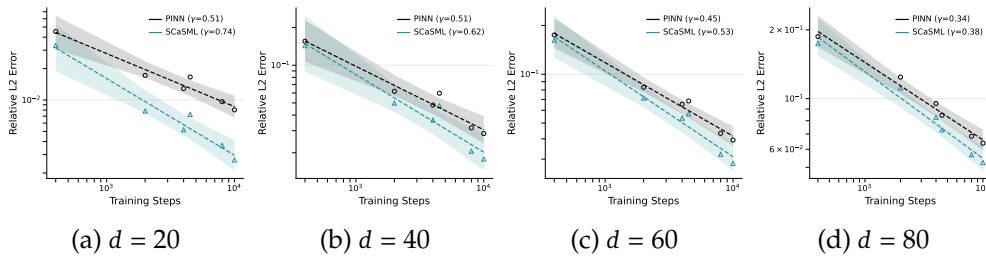 Relative L2 Error
10⁻²
PINN (γ=0.51)
SCaSML (γ=0.74)
10³
10⁴
Training Steps
(a) d = 20
Relative L2 Error
10⁻¹
PINN (γ=0.51)
SCaSML (γ=0.62)
10³
10⁴
Training Steps
(b) d = 40
Relative L2 Error
10⁻¹
PINN (γ=0.45)
SCaSML (γ=0.53)
10³
10⁴
Training Steps
(c) d = 60
Relative L2 Error
2 × 10⁻¹
10⁻¹
6 × 10⁻²
PINN (γ=0.34)
SCaSML (γ=0.38)
10³
10⁴
Training Steps
(d) d = 80